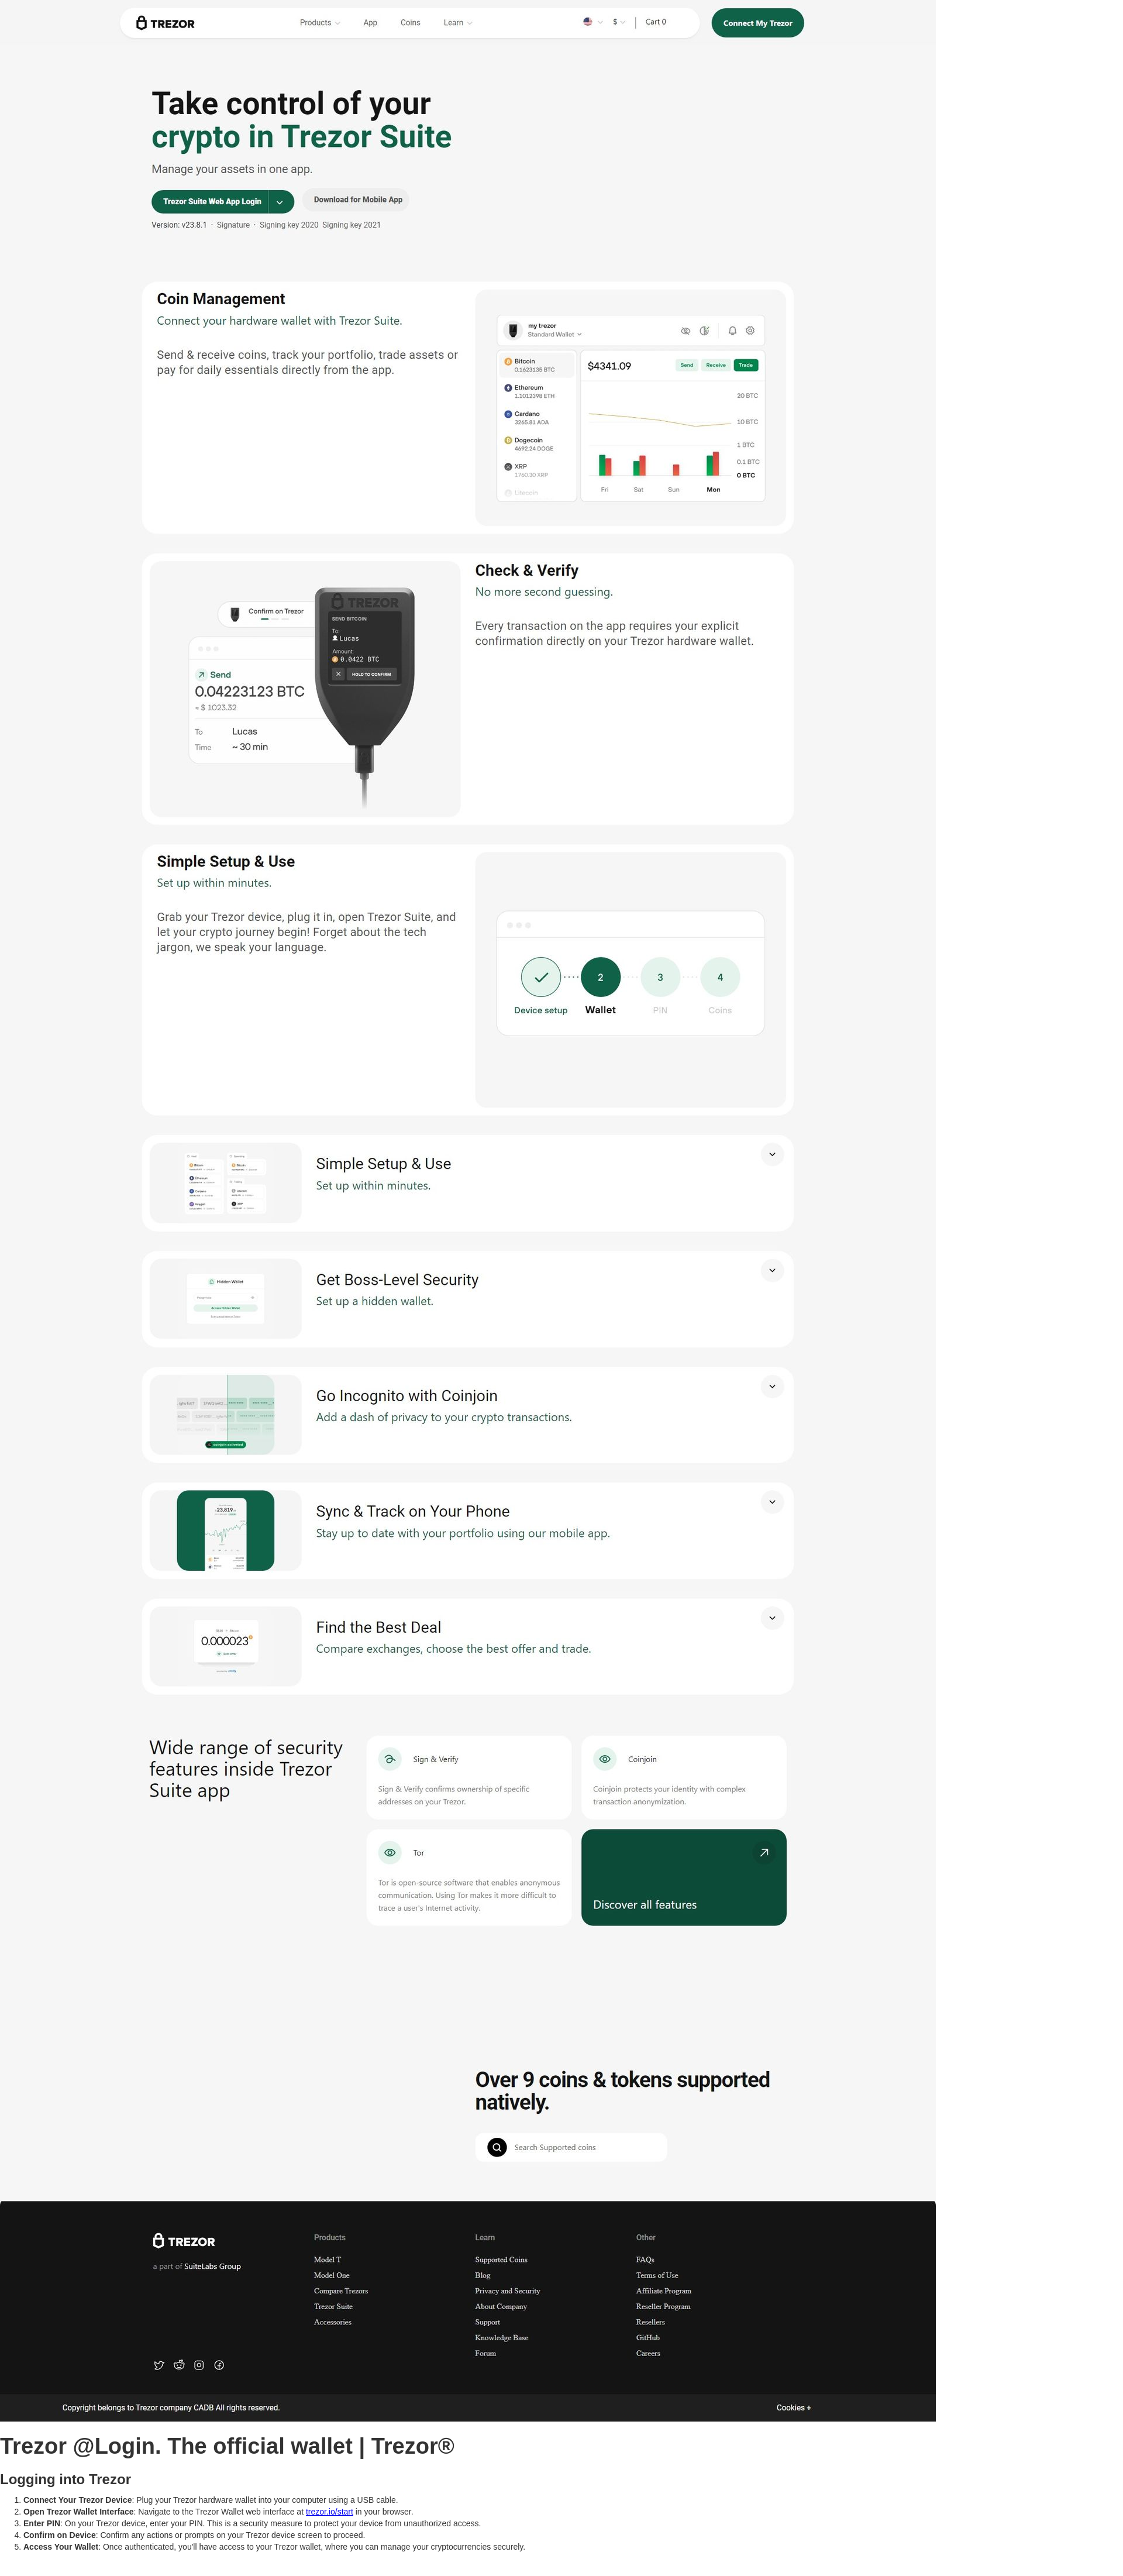 TREZOR
Products App Coins Learn $ Cart 0 Connect My Trezor
Take control of your
crypto in Trezor Suite
Manage your assets in one app.
Trezor Suite Web App Login Download for Mobile App
Version: v23.8.1 · Signature · Signing key 2020 Signing key 2021
Coin Management
Connect your hardware wallet with Trezor Suite.
Send & receive coins, track your portfolio, trade assets or
pay for daily essentials directly from the app.
my trezor
Standard Wallet
Bitcoin
0.1623135 BTC
Ethereum
1.1012398 ETH
Cardano
3265.81 ADA
Dogecoin
4692.24 DOGE
XRP
1760.30 XRP
Litecoin
$4341.09 Send Receive Trade
20 BTC
10 BTC
1 BTC
0.1 BTC
0 BTC
Fri Sat Sun Mon
Confirm on Trezor
Send
0.04223123 BTC
≈ $ 1023.32
To Lucas
Time ~ 30 min
TREZOR
SEND BITCOIN
To:
Lucas
Amount:
0.0422 BTC
HOLD TO CONFIRM
Check & Verify
No more second guessing.
Every transaction on the app requires your explicit
confirmation directly on your Trezor hardware wallet.
Simple Setup & Use
Set up within minutes.
Grab your Trezor device, plug it in, open Trezor Suite, and
let your crypto journey begin! Forget about the tech
jargon, we speak your language.
2 3 4
Device setup Wallet PIN Coins
Simple Setup & Use
Set up within minutes.
Hidden Wallet
Get Boss-Level Security
Set up a hidden wallet.
Go Incognito with Coinjoin
Add a dash of privacy to your crypto transactions.
23,819
Sync & Track on Your Phone
Stay up to date with your portfolio using our mobile app.
0.000023
Find the Best Deal
Compare exchanges, choose the best offer and trade.
Wide range of security
features inside Trezor
Suite app
Sign & Verify
Sign & Verify confirms ownership of specific
addresses on your Trezor.
Coinjoin
Coinjoin protects your identity with complex
transaction anonymization.
Tor
Tor is open-source software that enables anonymous
communication. Using Tor makes it more difficult to
trace a user's Internet activity.
Discover all features
Over 9 coins & tokens supported
natively.
Search Supported coins
TREZOR
a part of SuiteLabs Group
Products
Model T
Model One
Compare Trezors
Trezor Suite
Accessories
Learn
Supported Coins
Blog
Privacy and Security
About Company
Support
Knowledge Base
Forum
Other
FAQs
Terms of Use
Affiliate Program
Reseller Program
Resellers
GitHub
Careers
Copyright belongs to Trezor company CADB All rights reserved. Cookies +
Trezor @Login. The official wallet | Trezor®
Logging into Trezor
1. Connect Your Trezor Device: Plug your Trezor hardware wallet into your computer using a USB cable.
2. Open Trezor Wallet Interface: Navigate to the Trezor Wallet web interface at trezor.io/start in your browser.
3. Enter PIN: On your Trezor device, enter your PIN. This is a security measure to protect your device from unauthorized access.
4. Confirm on Device: Confirm any actions or prompts on your Trezor device screen to proceed.
5. Access Your Wallet: Once authenticated, you'll have access to your Trezor wallet, where you can manage your cryptocurrencies securely.